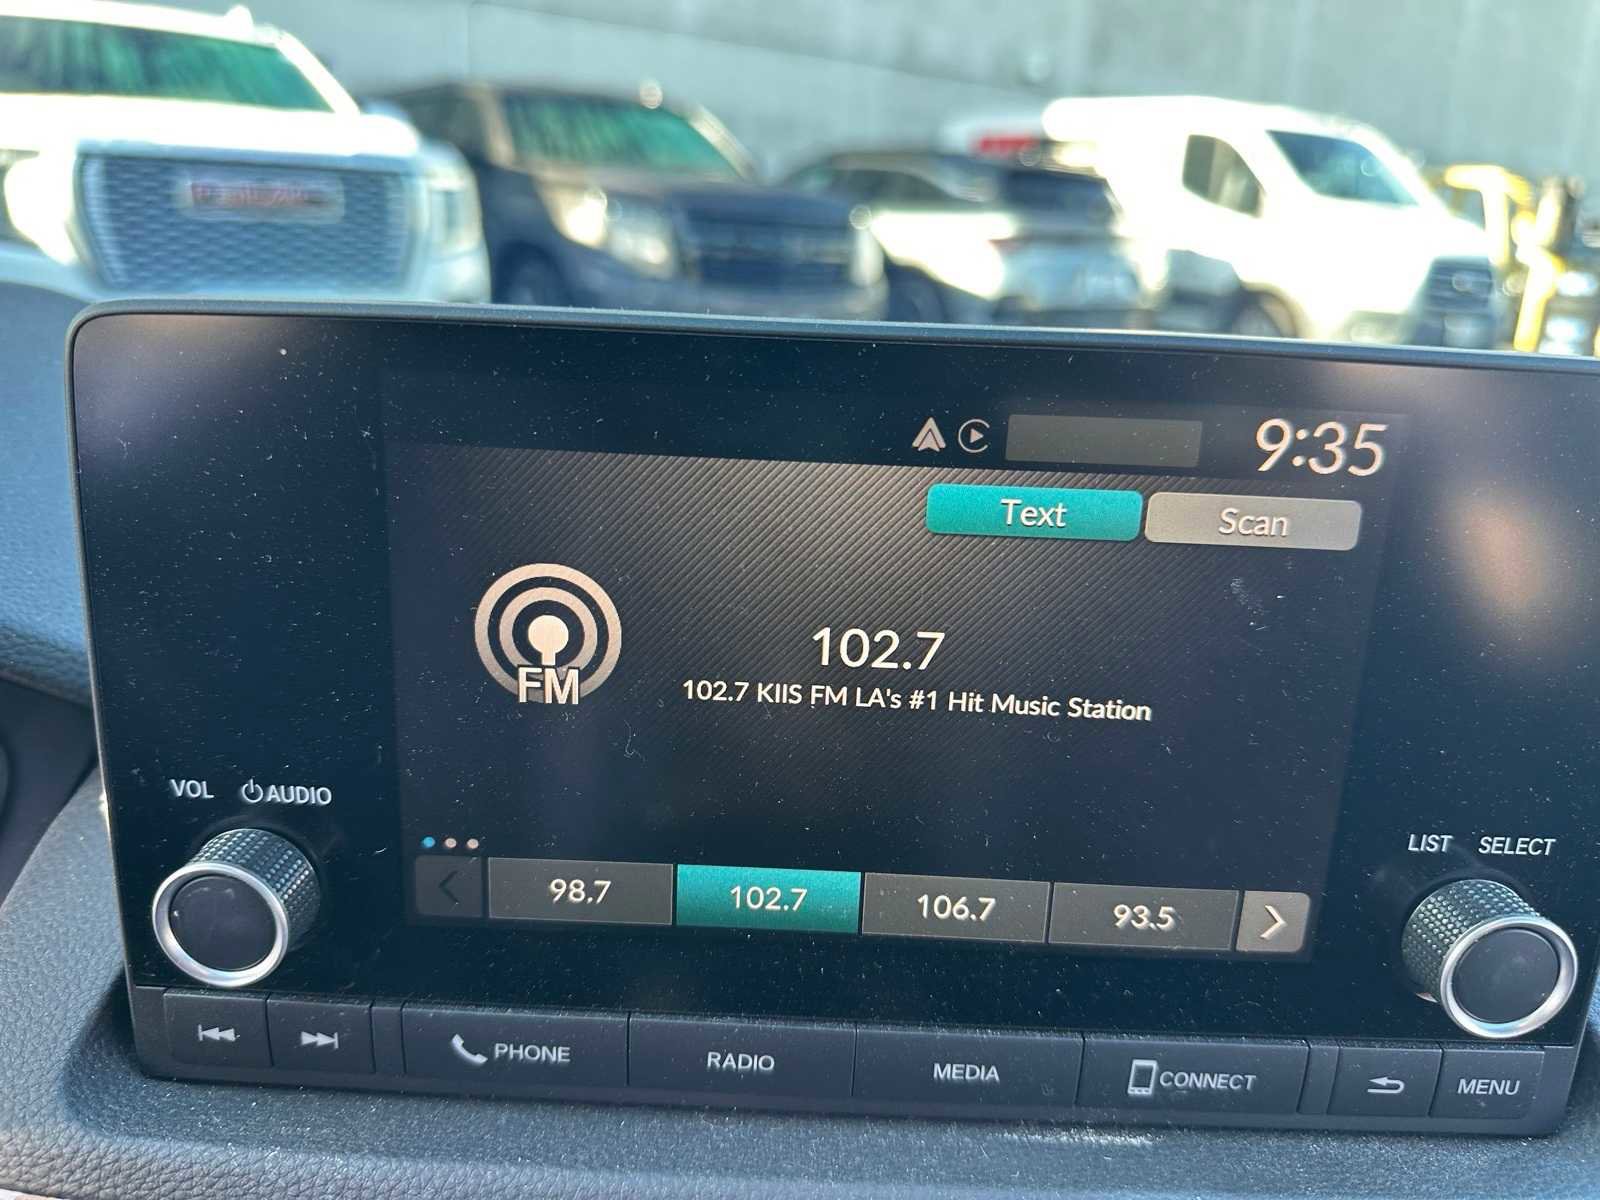 9:35
Text Scan
FM
102.7
102.7 KIIS FM LA's #1 Hit Music Station
VOL AUDIO
LIST SELECT
98.7 102.7 106.7 93.5
PHONE RADIO MEDIA CONNECT MENU